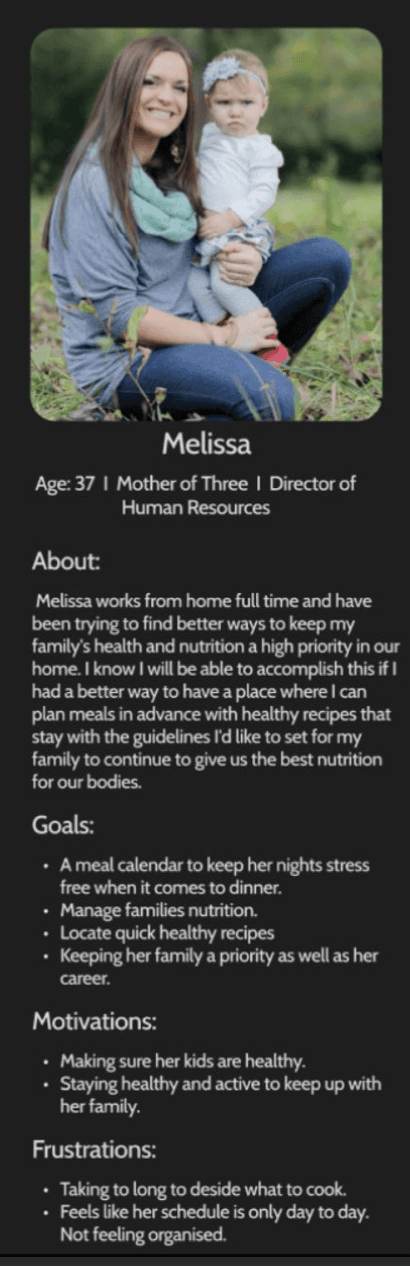 Melissa
Age: 37 I Mother of Three I Director of
Human Resources
About:
Melissa works from home full time and have
been trying to find better ways to keep my
family's health and nutrition a high priority in our
home. I know I will be able to accomplish this if I
had a better way to have a place where I can
plan meals in advance with healthy recipes that
stay with the guidelines I'd like to set for my
family to continue to give us the best nutrition
for our bodies.
Goals:
• A meal calendar to keep her nights stress
free when it comes to dinner.
• Manage families nutrition.
• Locate quick healthy recipes
• Keeping her family a priority as well as her
career.
Motivations:
• Making sure her kids are healthy.
• Staying healthy and active to keep up with
her family.
Frustrations:
• Taking to long to deside what to cook.
• Feels like her schedule is only day to day.
Not feeling organised.